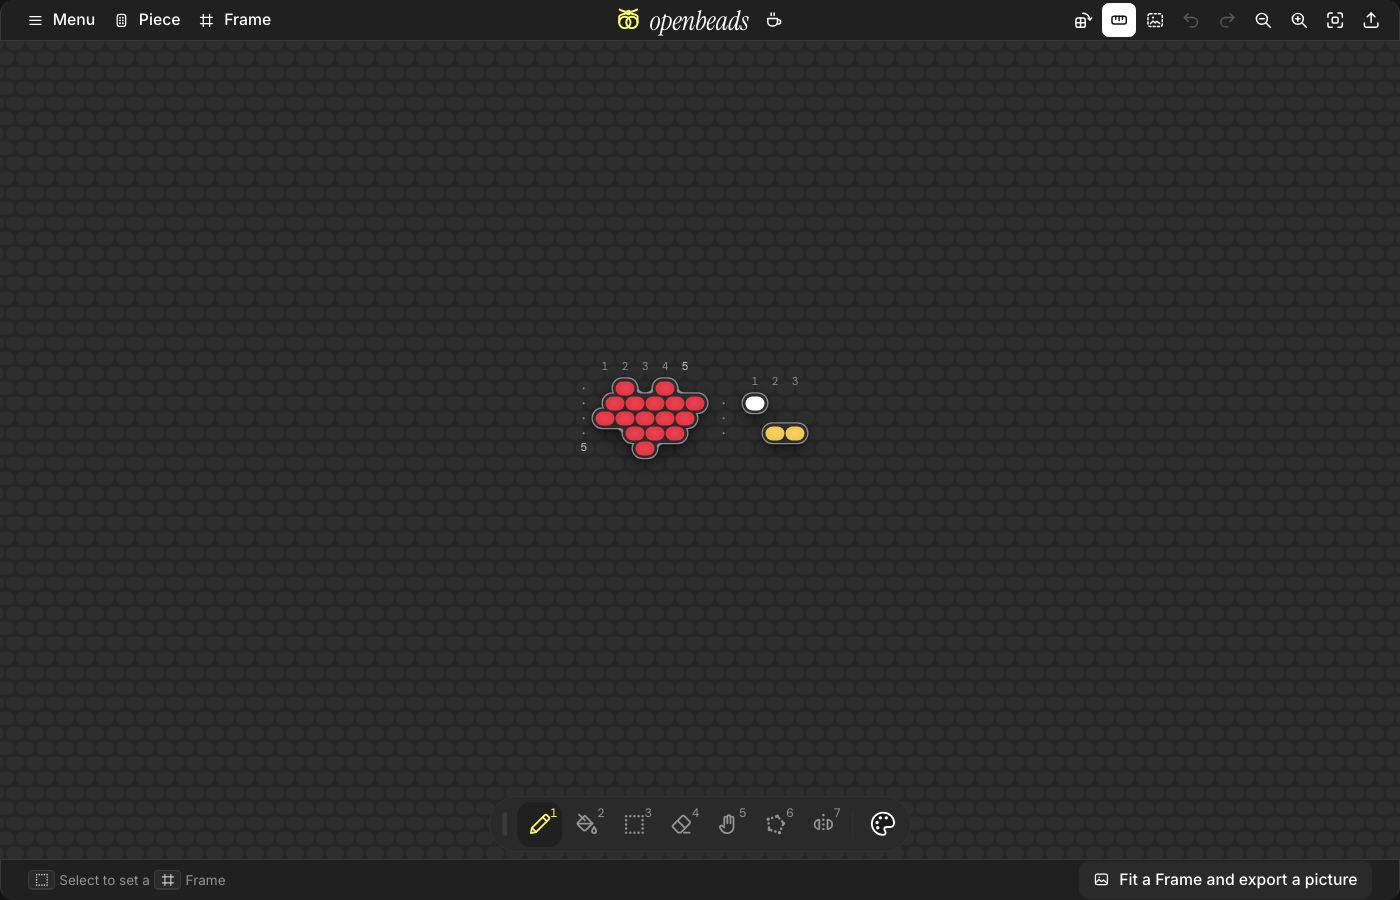 Menu Piece Frame openbeads
1 2 3 4 5
1 2 3
5
1 2 3 4 5 6 7
Select to set a Frame
Fit a Frame and export a picture